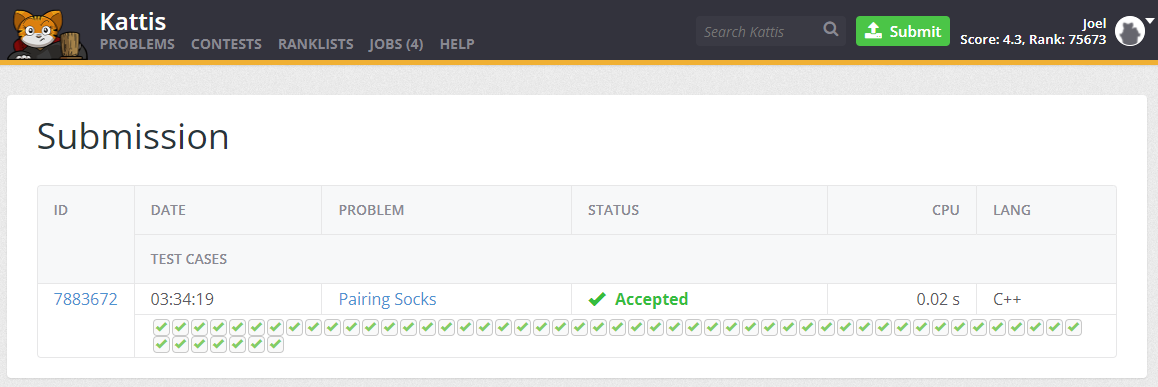 Kattis
PROBLEMS CONTESTS RANKLISTS JOBS (4) HELP
Search Kattis
Submit
Joel
Score: 4.3, Rank: 75673
Submission
ID DATE PROBLEM STATUS CPU LANG
TEST CASES
7883672 03:34:19 Pairing Socks Accepted 0.02 s C++